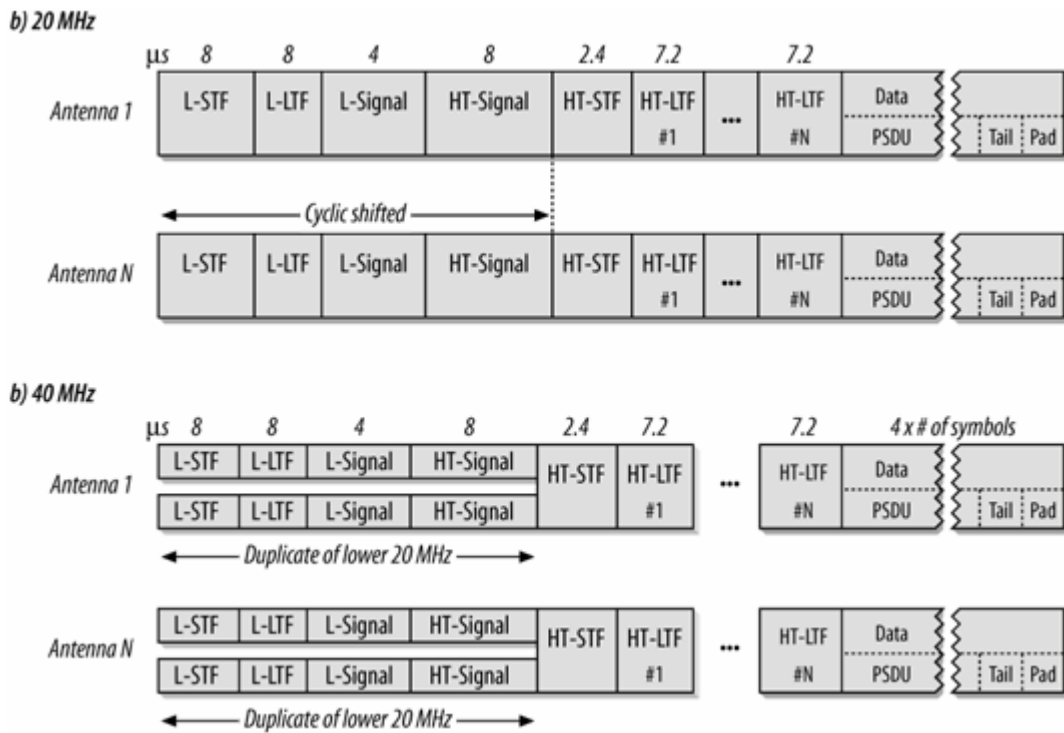 b) 20 MHz
μs 8 8 4 8 2.4 7.2 7.2
Antenna 1 L-STF L-LTF L-Signal HT-Signal HT-STF HT-LTF #1 ... HT-LTF #N Data PSDU Tail Pad
Cyclic shifted
Antenna N L-STF L-LTF L-Signal HT-Signal HT-STF HT-LTF #1 ... HT-LTF #N Data PSDU Tail Pad
b) 40 MHz
μs 8 8 4 8 2.4 7.2 7.2 4 x # of symbols
L-STF L-LTF L-Signal HT-Signal
Antenna 1 HT-STF HT-LTF #1 ... HT-LTF #N Data PSDU Tail Pad
L-STF L-LTF L-Signal HT-Signal
Duplicate of lower 20 MHz
L-STF L-LTF L-Signal HT-Signal
Antenna N HT-STF HT-LTF #1 ... HT-LTF #N Data PSDU Tail Pad
L-STF L-LTF L-Signal HT-Signal
Duplicate of lower 20 MHz